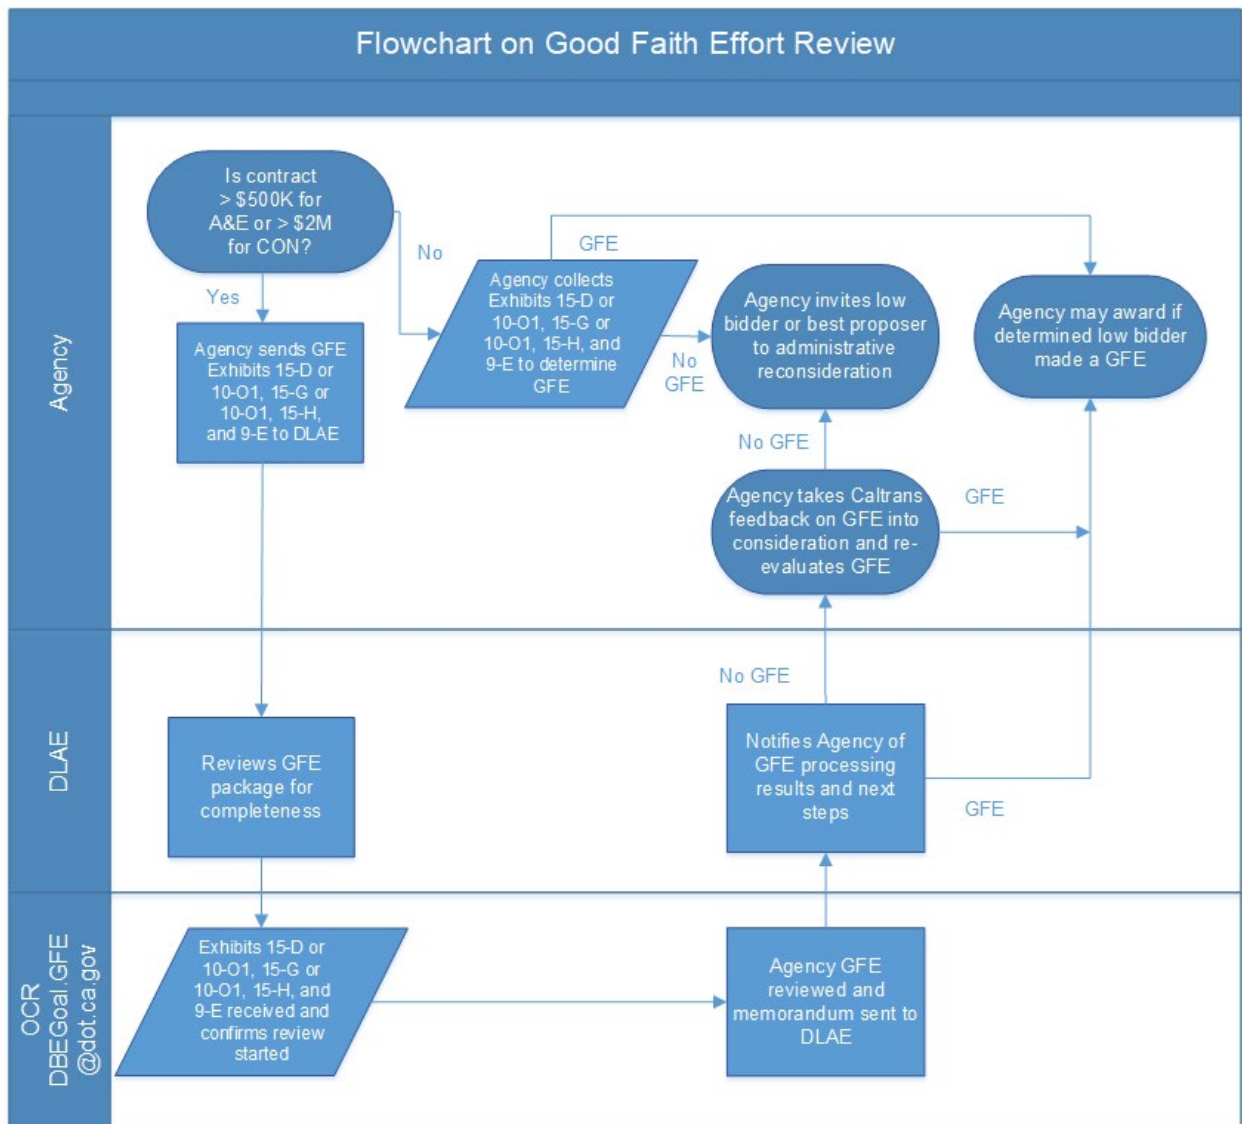 Flowchart on Good Faith Effort Review
Agency
Is contract
> $500K for
A&E or > $2M
for CON?
No
Yes
GFE
Agency collects
Exhibits 15-D or
10-O1, 15-G or
10-O1, 15-H, and
9-E to determine
GFE
No
GFE
Agency invites low
bidder or best proposer
to administrative
reconsideration
Agency may award if
determined low bidder
made a GFE
Agency sends GFE
Exhibits 15-D or
10-O1, 15-G or
10-O1, 15-H,
and 9-E to DLAE
No GFE
Agency takes Caltrans
feedback on GFE into
consideration and re-
evaluates GFE
GFE
DLAE
No GFE
Reviews GFE
package for
completeness
Notifies Agency of
GFE processing
results and next
steps
GFE
OCR
DBEGoal.GFE
@dot.ca.gov
Exhibits 15-D or
10-O1, 15-G or
10-O1, 15-H, and
9-E received and
confirms review
started
Agency GFE
reviewed and
memorandum sent to
DLAE